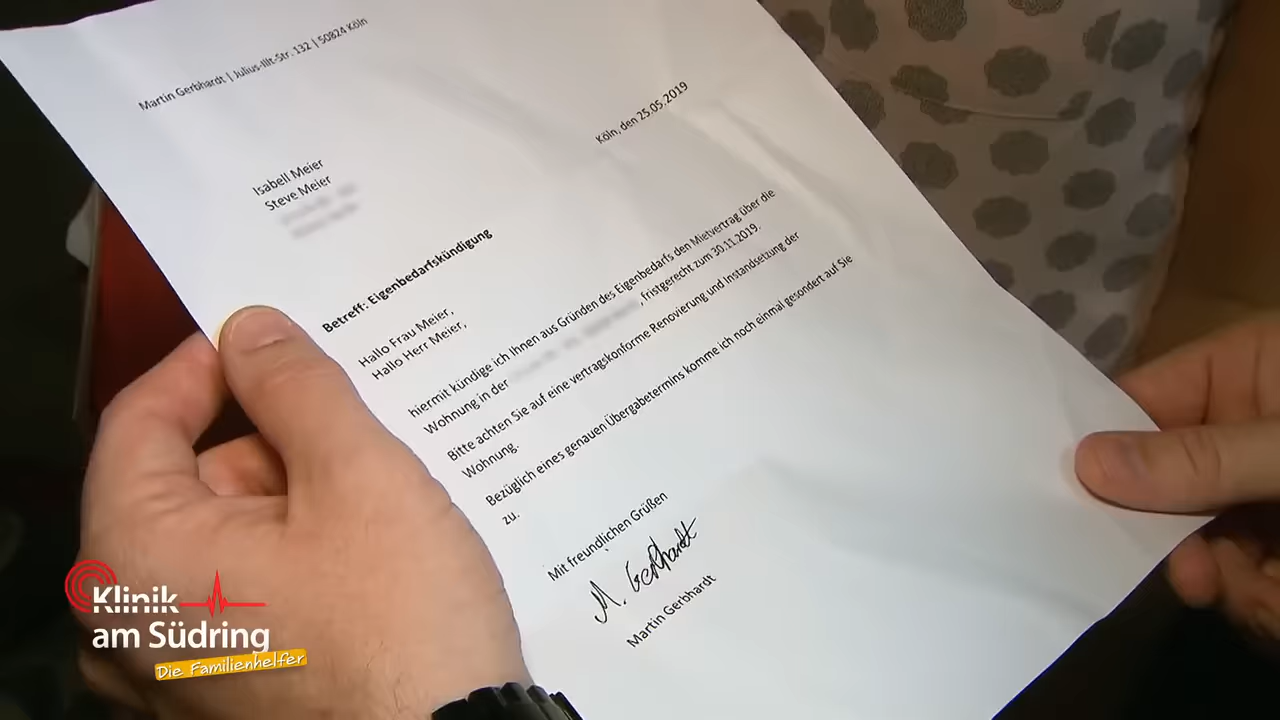 Martin Gerbhardt | Julius-Illt-Str. 132 | 50824 Köln
Köln, den 25.05.2019
Isabell Meier
Steve Meier
Betreff: Eigenbedarfskündigung
Hallo Frau Meier,
Hallo Herr Meier,
hiermit kündige ich Ihnen aus Gründen des Eigenbedarfs den Mietvertrag über die
Wohnung in der , fristgerecht zum 30.11.2019.
Bitte achten Sie auf eine vertragskonforme Renovierung und Instandsetzung der
Wohnung.
Bezüglich eines genauen Übergabetermins komme ich noch einmal gesondert auf Sie
zu.
Mit freundlichen Grüßen
M. Gerbhardt
Martin Gerbhardt
Klinik
am Südring
Die Familienhelfer